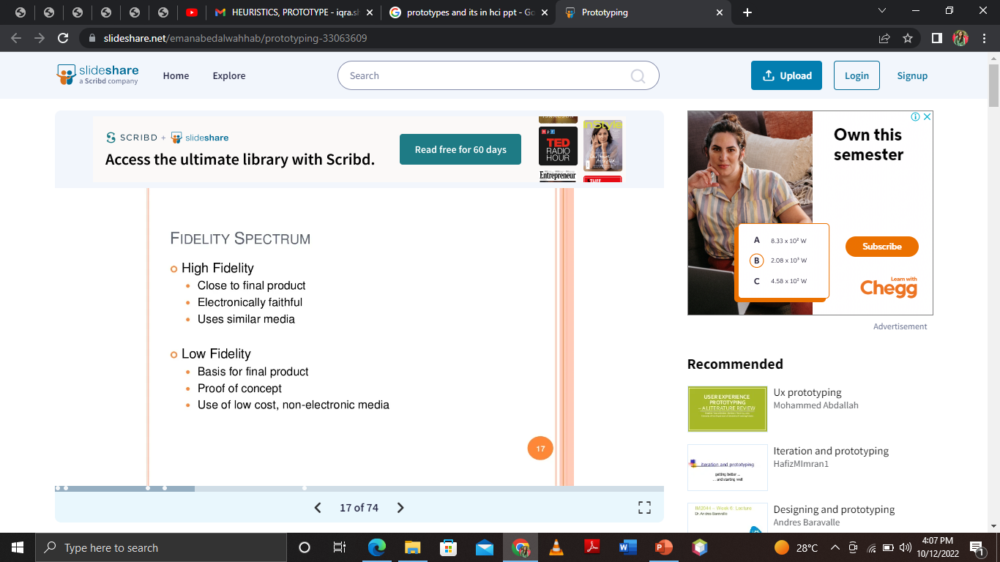 HEURISTICS, PROTOTYPE - iqra.sh
prototypes and its in hci ppt - Go
Prototyping
slideshare.net/emanabedalwahhab/prototyping-33063609
slideshare
a Scribd company
Home
Explore
Search
Upload
Login
Signup
SCRIBD + slideshare
Access the ultimate library with Scribd.
Read free for 60 days
TED
RADIO
HOUR
Entrepreneur
InStyle
FIDELITY SPECTRUM
High Fidelity
Close to final product
Electronically faithful
Uses similar media
Low Fidelity
Basis for final product
Proof of concept
Use of low cost, non-electronic media
17
17 of 74
Own this
semester
A 8.33 x 10² W
B 2.08 x 10³ W
C 4.58 x 10² W
Subscribe
Learn with
Chegg
Advertisement
Recommended
USER EXPERIENCE
PROTOTYPING
– A LITERATURE REVIEW
Ux prototyping
Mohammed Abdallah
iteration and prototyping
getting better ...
... and starting well
Iteration and prototyping
HafizMImran1
IM2044 – Week 6: Lecture
Dr. Andres Baravalle
Designing and prototyping
Andres Baravalle
Type here to search
28°C
4:07 PM
10/12/2022
1